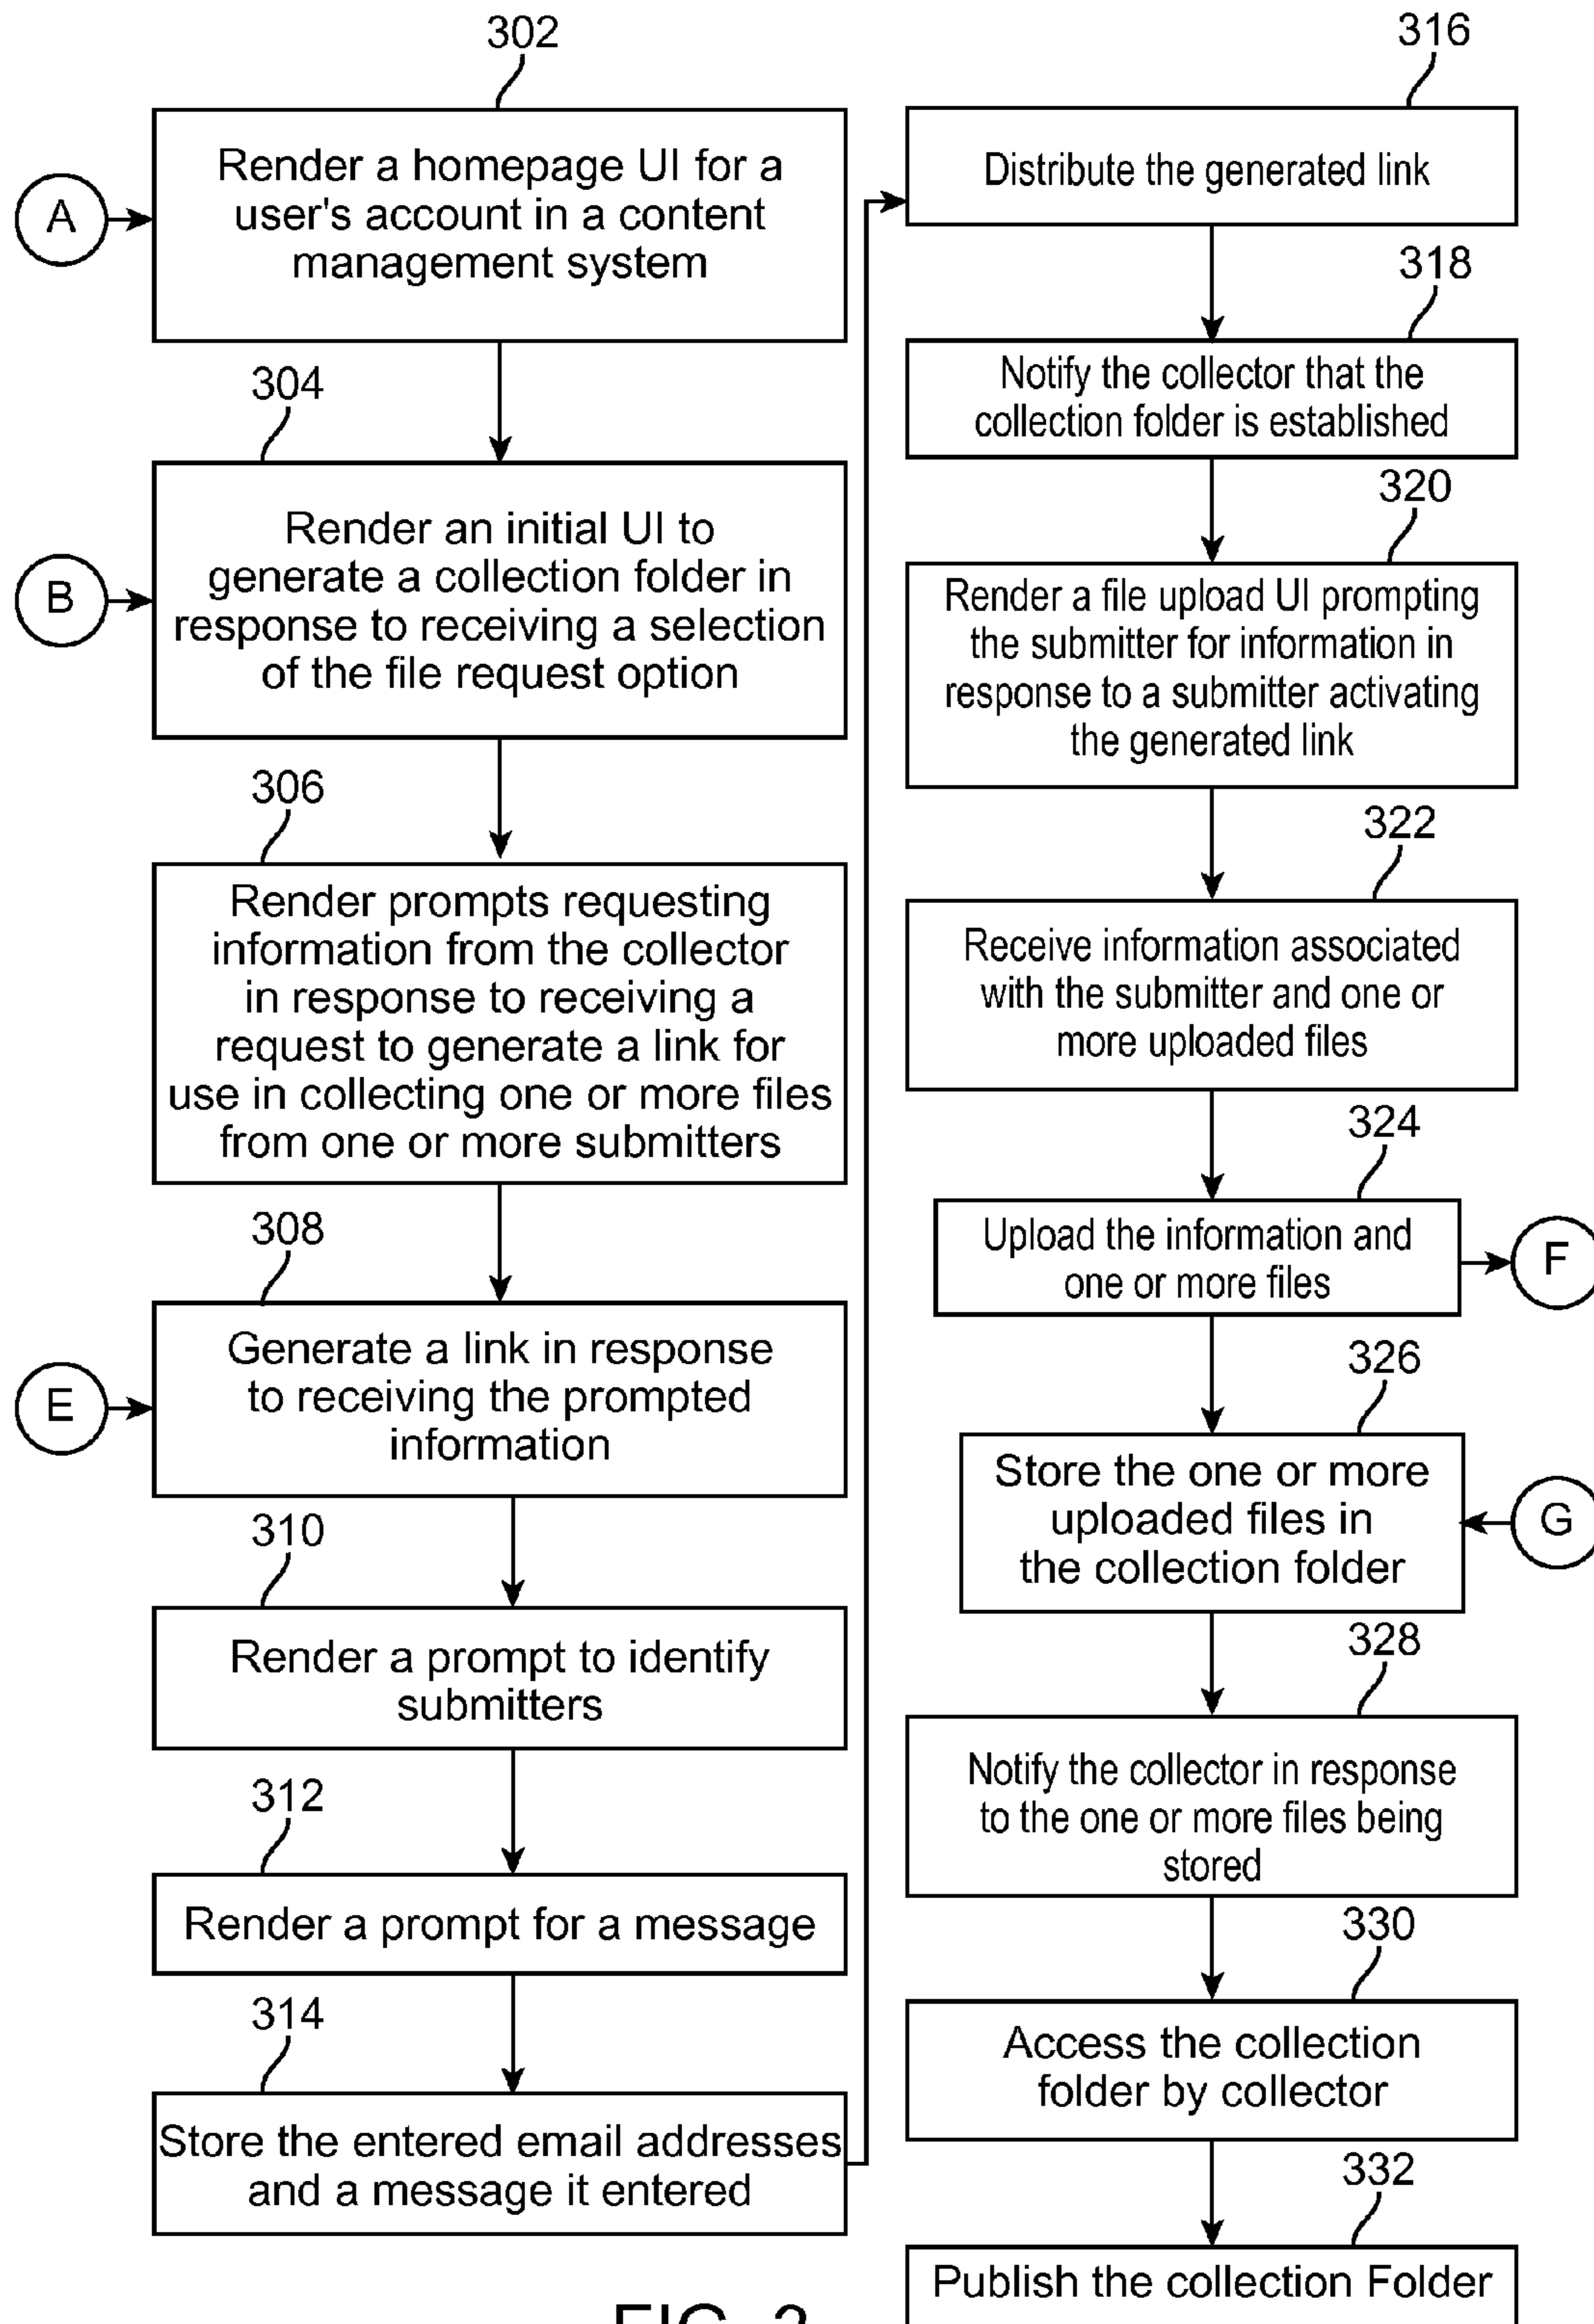 302
A
Render a homepage UI for a
user's account in a content
management system
304
B
Render an initial UI to
generate a collection folder in
response to receiving a selection
of the file request option
306
Render prompts requesting
information from the collector
in response to receiving a
request to generate a link for
use in collecting one or more files
from one or more submitters
308
E
Generate a link in response
to receiving the prompted
information
310
Render a prompt to identify
submitters
312
Render a prompt for a message
314
Store the entered email addresses
and a message it entered
316
Distribute the generated link
318
Notify the collector that the
collection folder is established
320
Render a file upload UI prompting
the submitter for information in
response to a submitter activating
the generated link
322
Receive information associated
with the submitter and one or
more uploaded files
324
Upload the information and
one or more files
F
326
Store the one or more
uploaded files in
the collection folder
G
328
Notify the collector in response
to the one or more files being
stored
330
Access the collection
folder by collector
332
Publish the collection Folder
FIG.